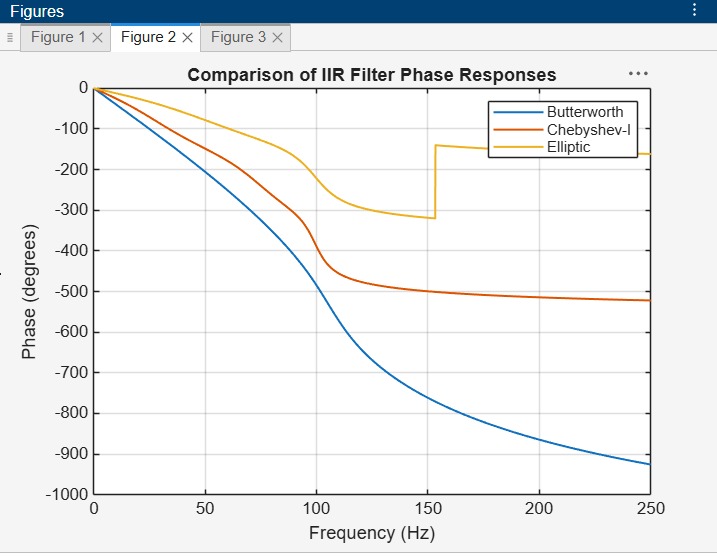 Figures
Figure 1
Figure 2
Figure 3
Comparison of IIR Filter Phase Responses
Butterworth
Chebyshev-I
Elliptic
0
-100
-200
-300
-400
-500
-600
-700
-800
-900
-1000
Phase (degrees)
0 50 100 150 200 250
Frequency (Hz)